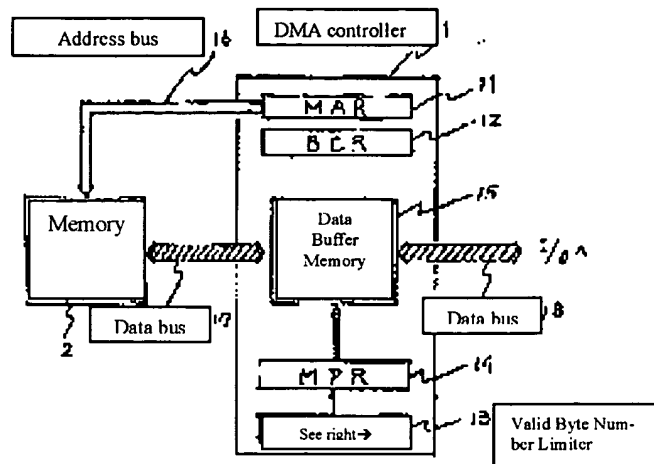 Address bus
16
DMA controller
1
MAR
11
BCR
12
Memory
Data
Buffer
Memory
15
I/O へ
2
Data bus
17
Data bus
18
MPR
14
See right→
13
Valid Byte Num-
ber Limiter